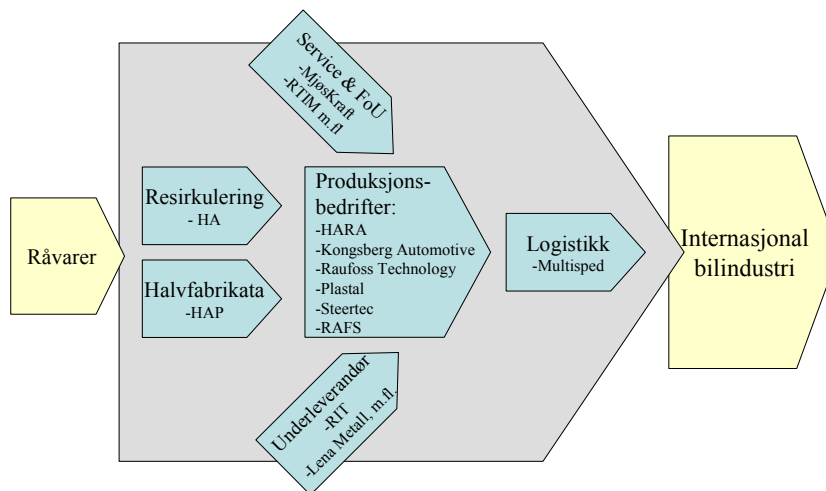 Service & FoU
-MjøsKraft
-RTIM m.fl
Råvarer
Resirkulering
- HA
Halvfabrikata
-HAP
Produksjons-
bedrifter:
-HARA
-Kongsberg Automotive
-Raufoss Technology
-Plastal
-Steertec
-RAFS
Underleverandør
-RIT
-Lena Metall, m.fl.
Logistikk
-Multisped
Internasjonal
bilindustri